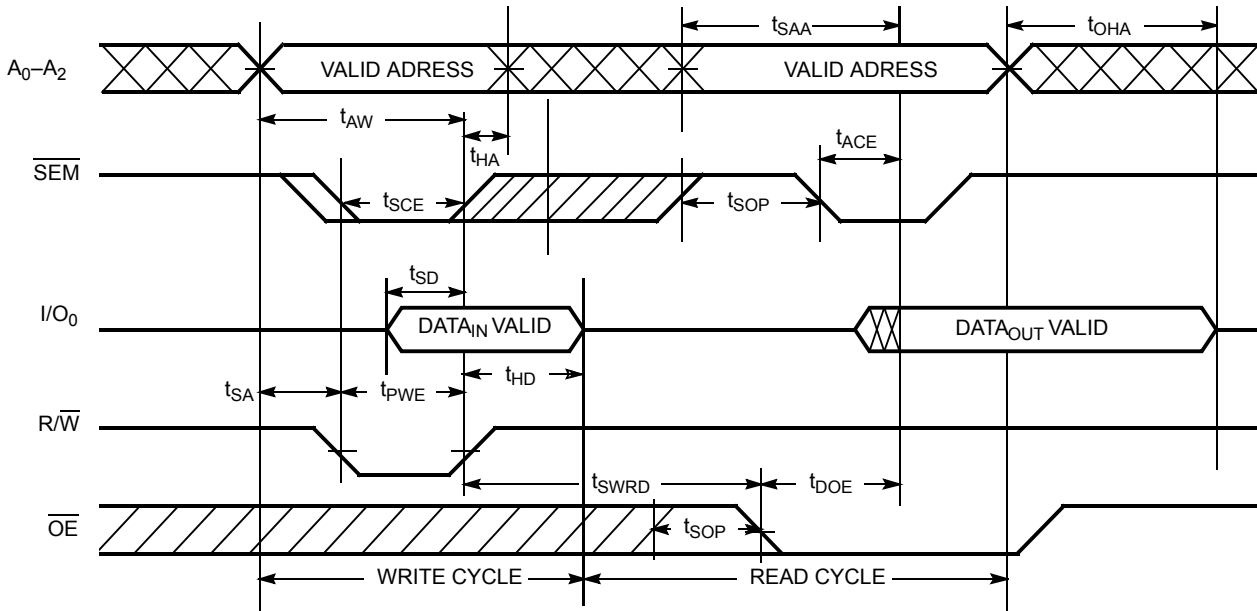 tSAA
tOHA
A0–A2
VALID ADRESS
VALID ADRESS
tAW
tHA
tACE
SEM
tSCE
tSOP
tSD
I/O0
DATAIN VALID
DATAOUT VALID
tSA
tPWE
tHD
R/W
tSWRD
tDOE
OE
tSOP
WRITE CYCLE
READ CYCLE